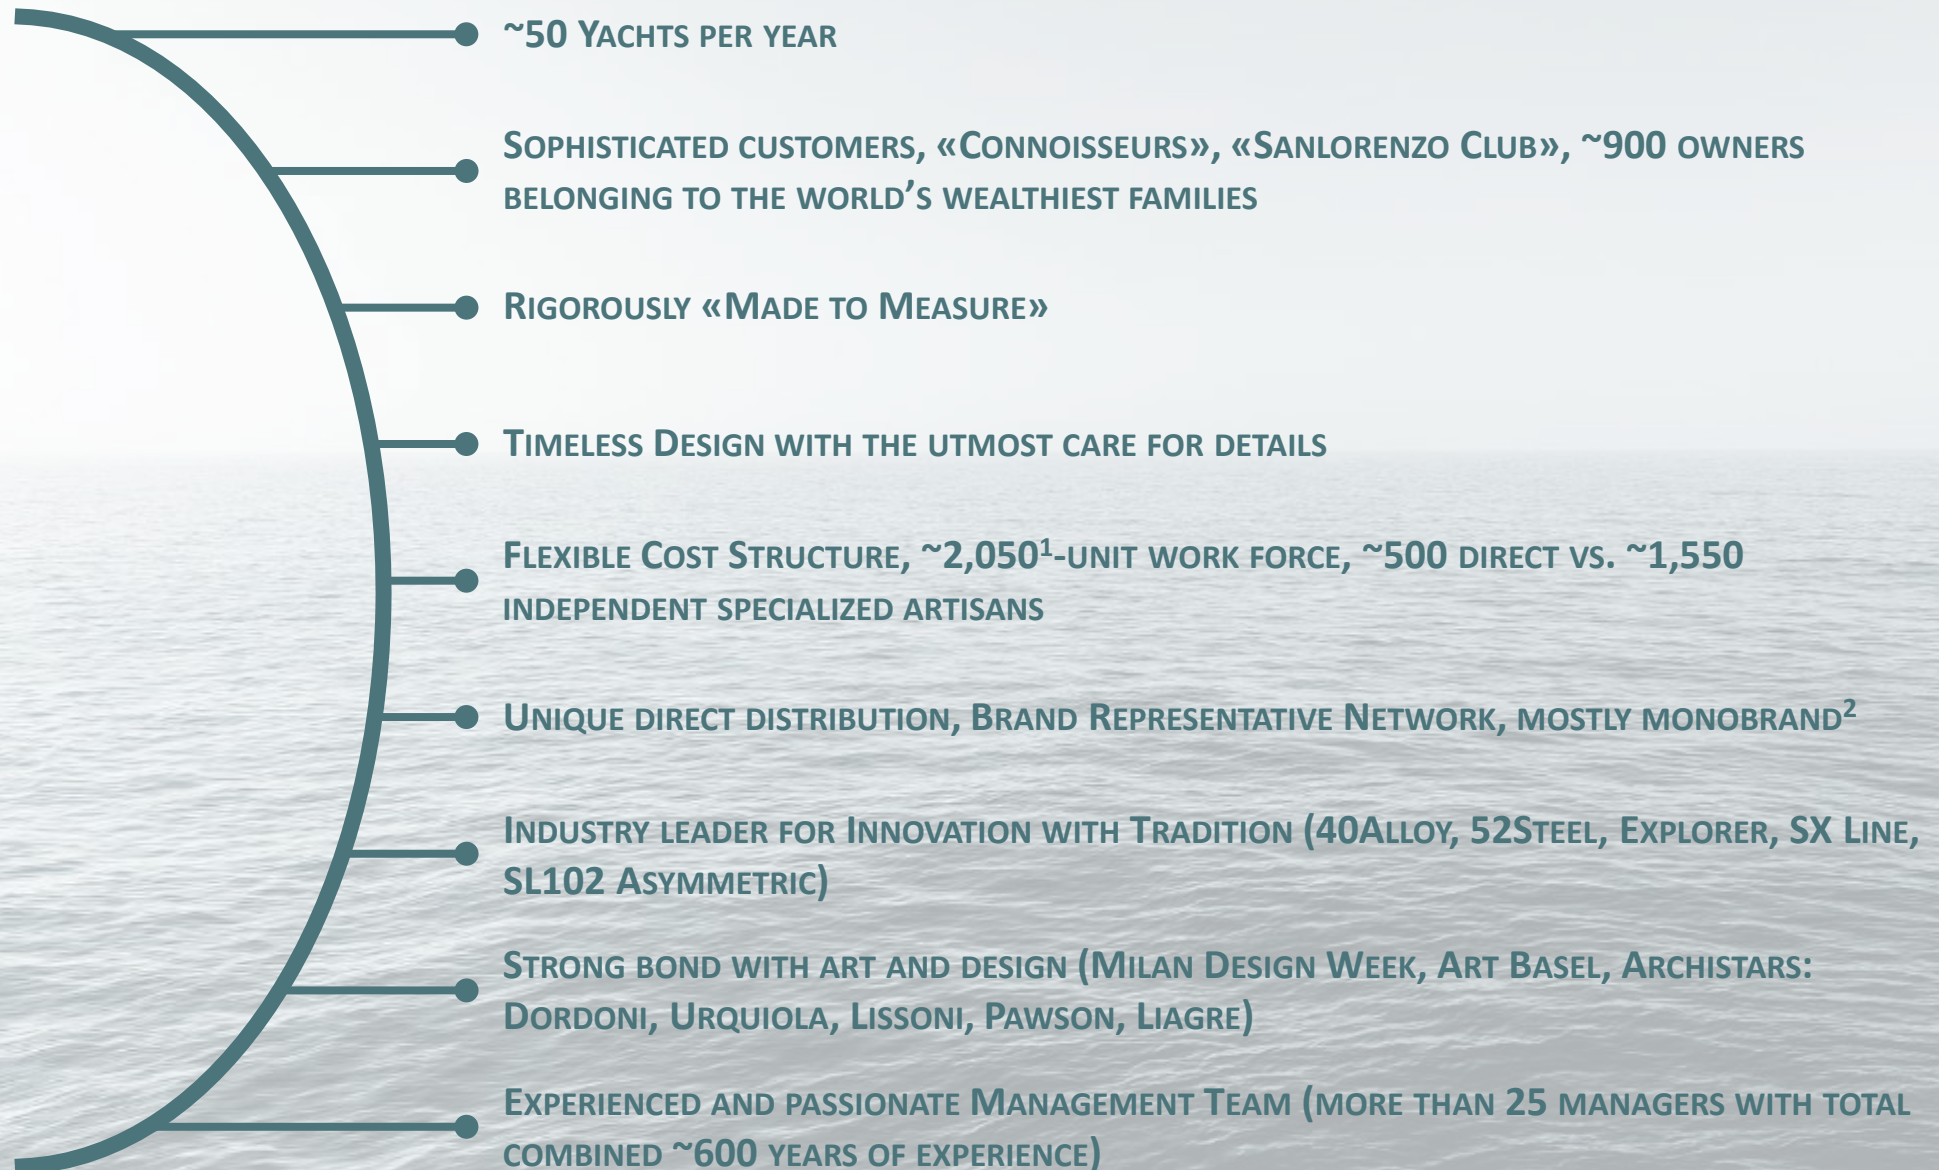 ~50 Yachts per year
Sophisticated customers, «Connoisseurs», «Sanlorenzo Club», ~900 owners
belonging to the world’s wealthiest families
Rigorously «Made to Measure»
Timeless Design with the utmost care for details
Flexible Cost Structure, ~2,050¹-unit work force, ~500 direct vs. ~1,550
independent specialized artisans
Unique direct distribution, Brand Representative Network, mostly monobrand²
Industry leader for Innovation with Tradition (40Alloy, 52Steel, Explorer, SX Line,
SL102 Asymmetric)
Strong bond with art and design (Milan Design Week, Art Basel, Archistars:
Dordoni, Urquiola, Lissoni, Pawson, Liagre)
Experienced and passionate Management Team (more than 25 managers with total
combined ~600 years of experience)